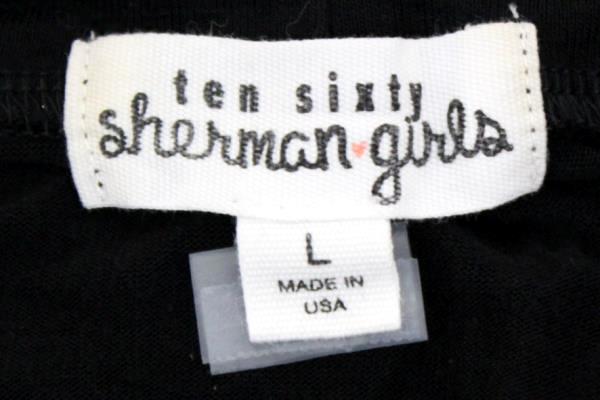 ten sixty
sherman girls
L
MADE IN
USA